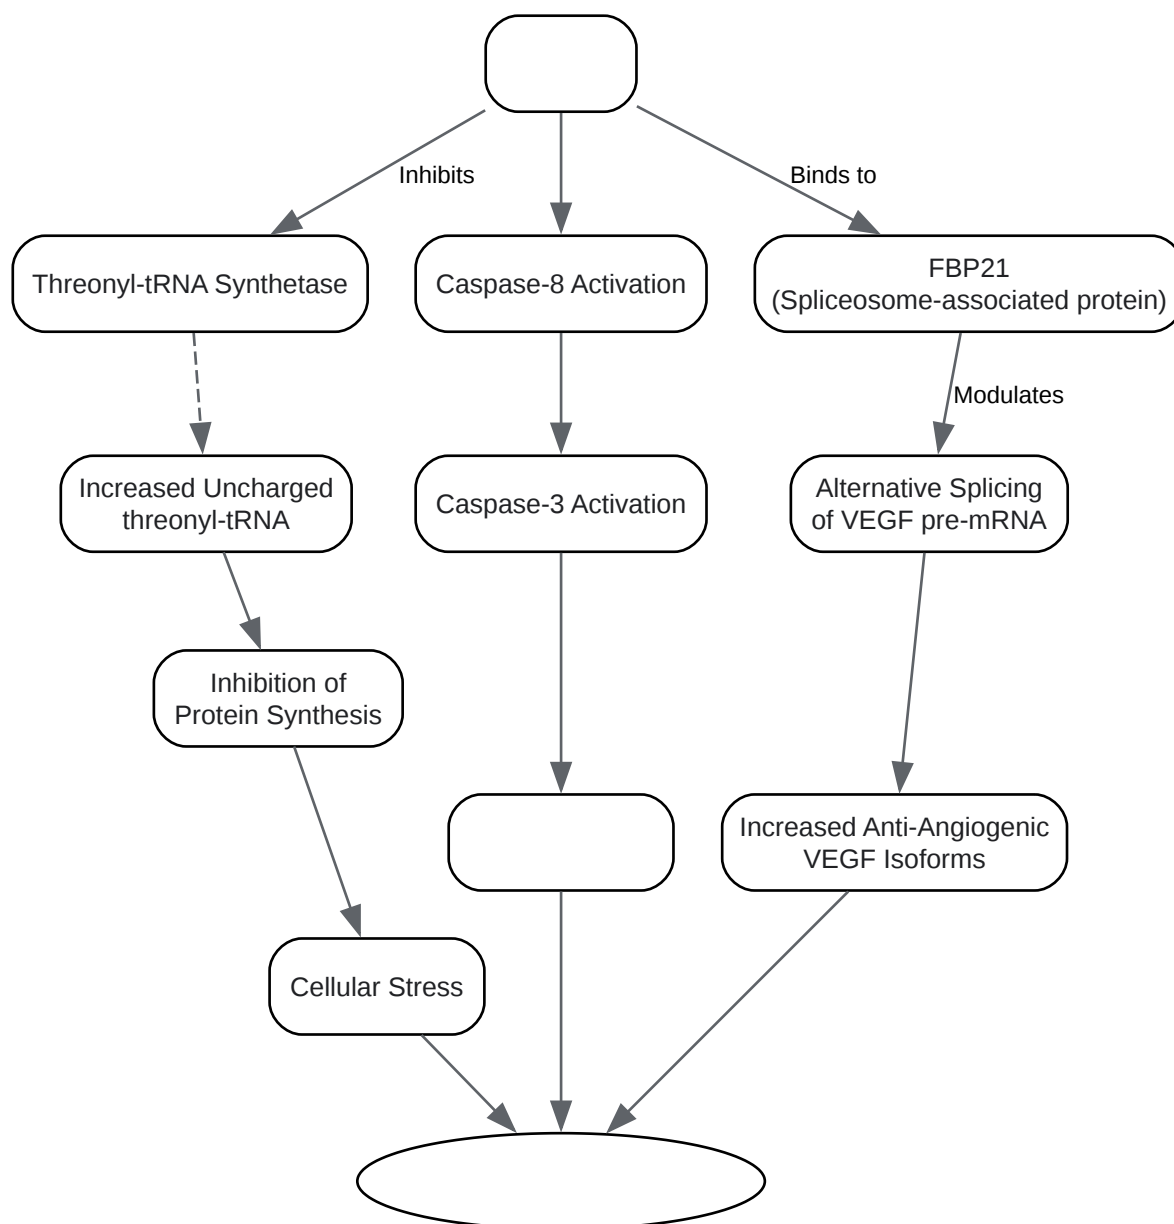 Inhibits
Binds to
Threonyl-tRNA Synthetase
Caspase-8 Activation
FBP21
(Spliceosome-associated protein)
Modulates
Increased Uncharged
threonyl-tRNA
Caspase-3 Activation
Alternative Splicing
of VEGF pre-mRNA
Inhibition of
Protein Synthesis
Increased Anti-Angiogenic
VEGF Isoforms
Cellular Stress